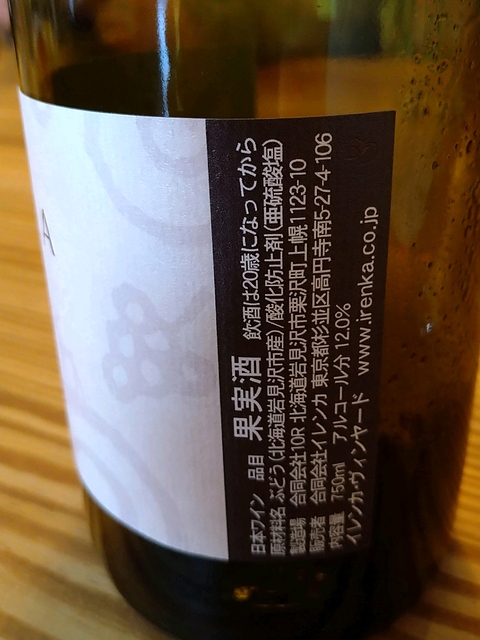 A
日本ワイン 品目 果実酒 飲酒は20歳になってから
原材料名 ぶどう(北海道岩見沢市産)/酸化防止剤(亜硫酸塩)
製造場 合同会社10R 北海道岩見沢市栗沢町上幌1123-10
販売者 合同会社イレンカ 東京都杉並区高円寺南5-27-4-106
内容量 750ml アルコール分 12.0%
イレンカ・ヴィンヤード www.irenka.co.jp